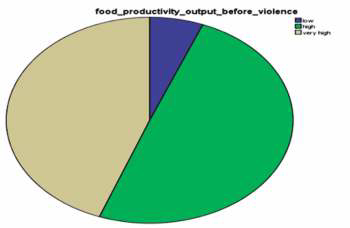 food_productivity_output_before_violence
low
high
very high